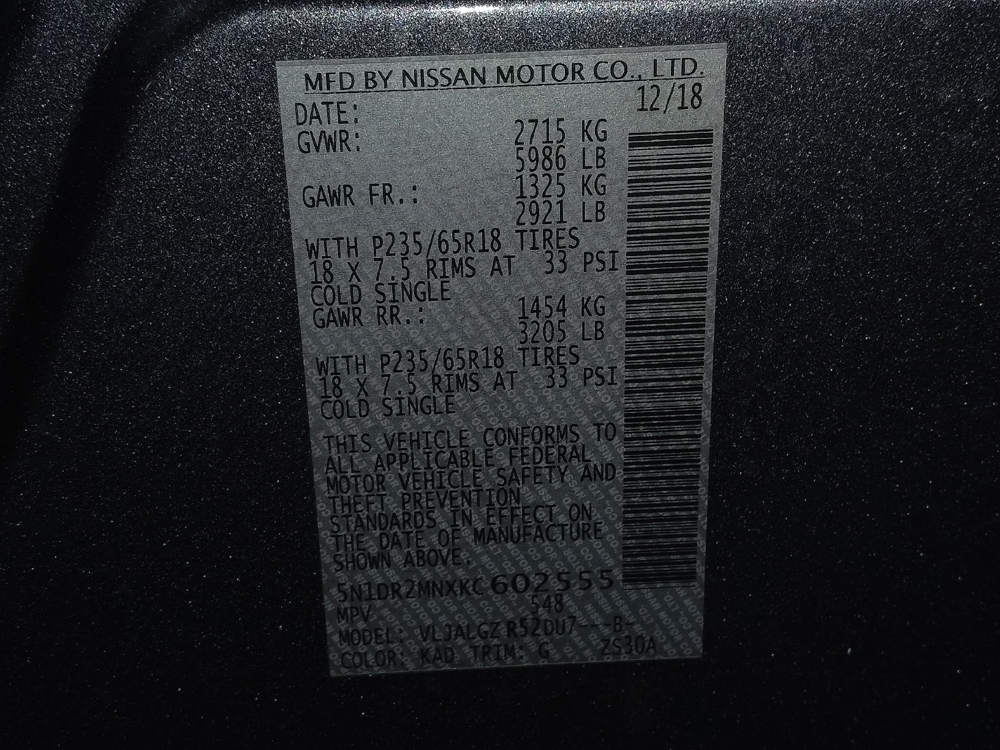 MFD BY NISSAN MOTOR CO., LTD.
DATE: 12/18
GVWR: 2715 KG
5986 LB
GAWR FR.: 1325 KG
2921 LB
WITH P235/65R18 TIRES
18 X 7.5 RIMS AT 33 PSI
COLD SINGLE
GAWR RR.: 1454 KG
3205 LB
WITH P235/65R18 TIRES
18 X 7.5 RIMS AT 33 PSI
COLD SINGLE
THIS VEHICLE CONFORMS TO
ALL APPLICABLE FEDERAL
MOTOR VEHICLE SAFETY AND
THEFT PREVENTION
STANDARDS IN EFFECT ON
THE DATE OF MANUFACTURE
SHOWN ABOVE.
5N1DR2MNXKC602555
MPV 548
MODEL: VLJALGZ R52DU7---B-
COLOR: KAD TRIM: G ZS30A